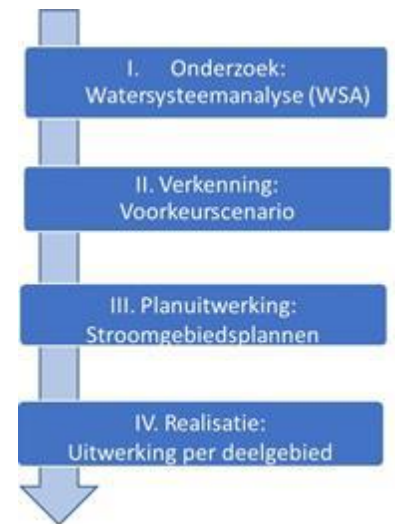 I. Onderzoek:
Watersysteemanalyse (WSA)
II. Verkenning:
Voorkeurscenario
III. Planuitwerking:
Stroomgebiedsplannen
IV. Realisatie:
Uitwerking per deelgebied